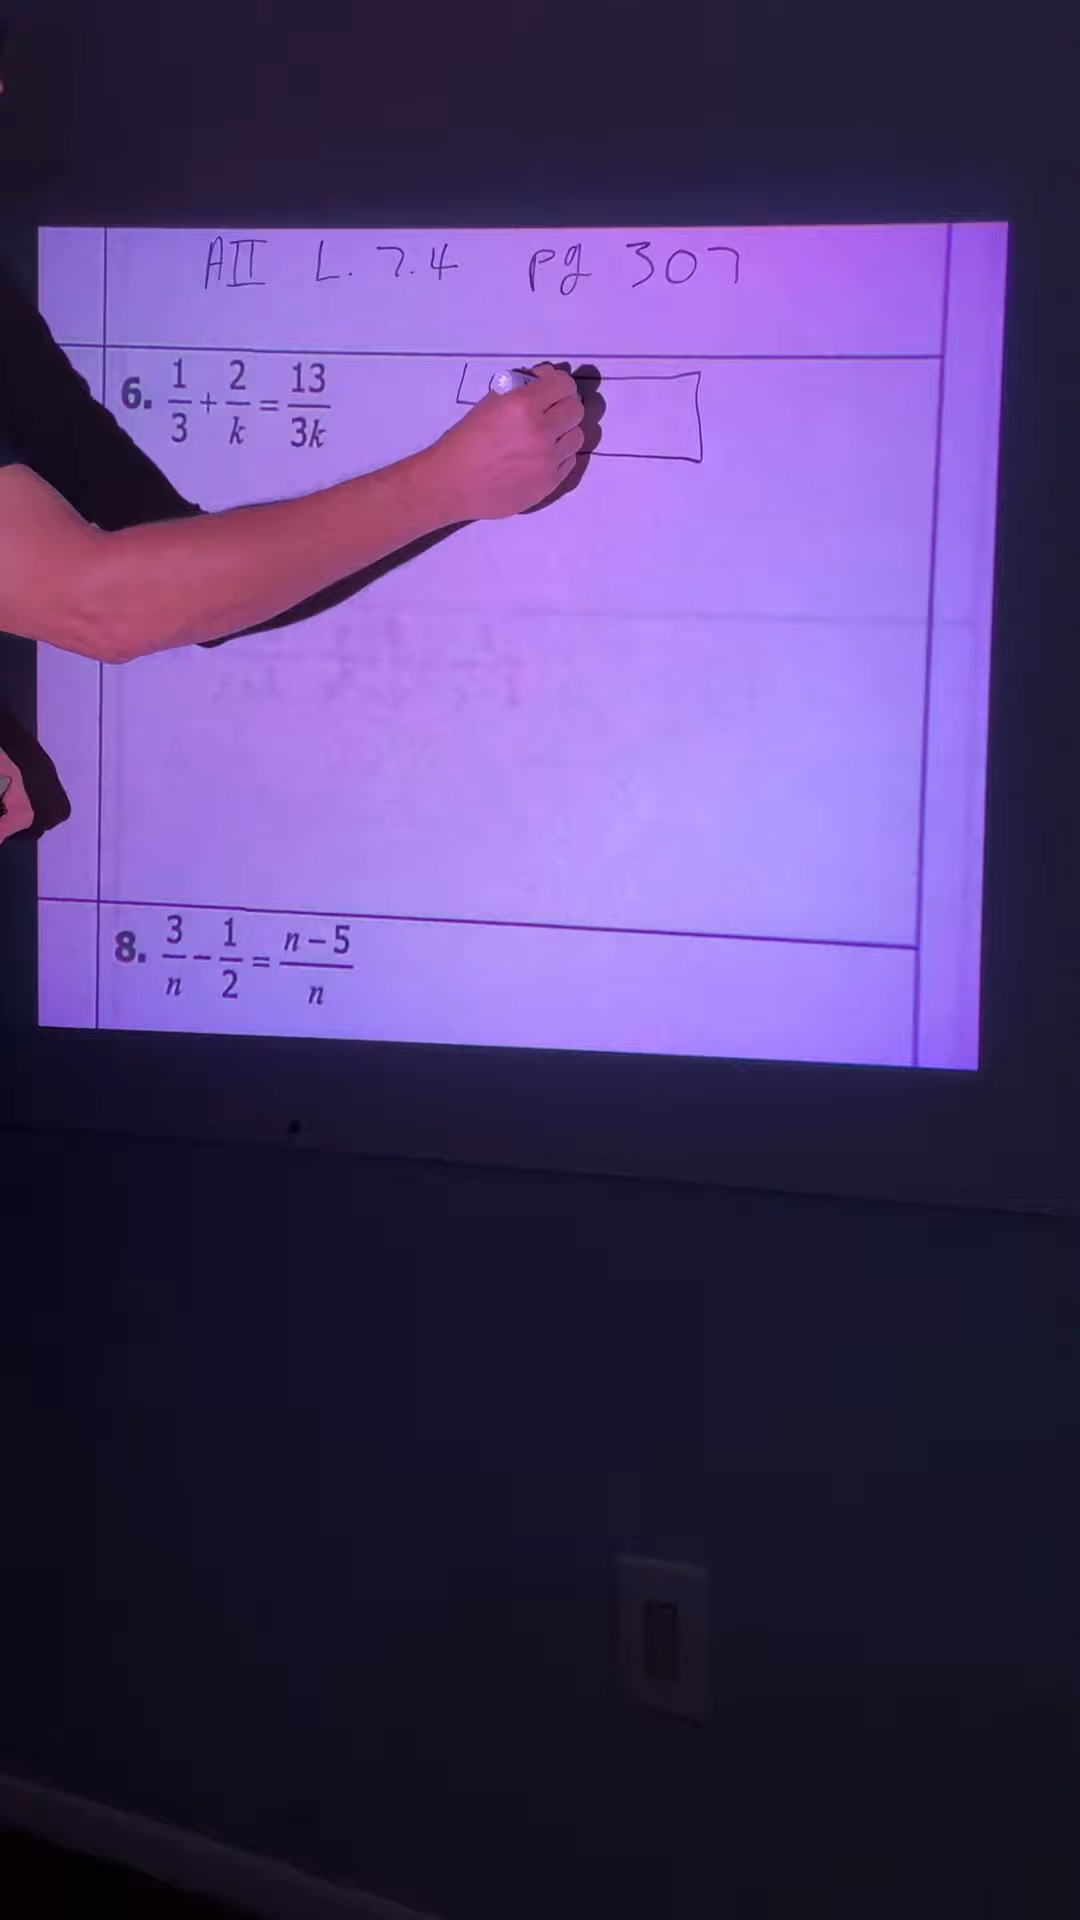 AII L. 7.4 pg 307
6. 1/3 + 2/k = 13/3k
L
8. 3/n - 1/2 = n-5/n